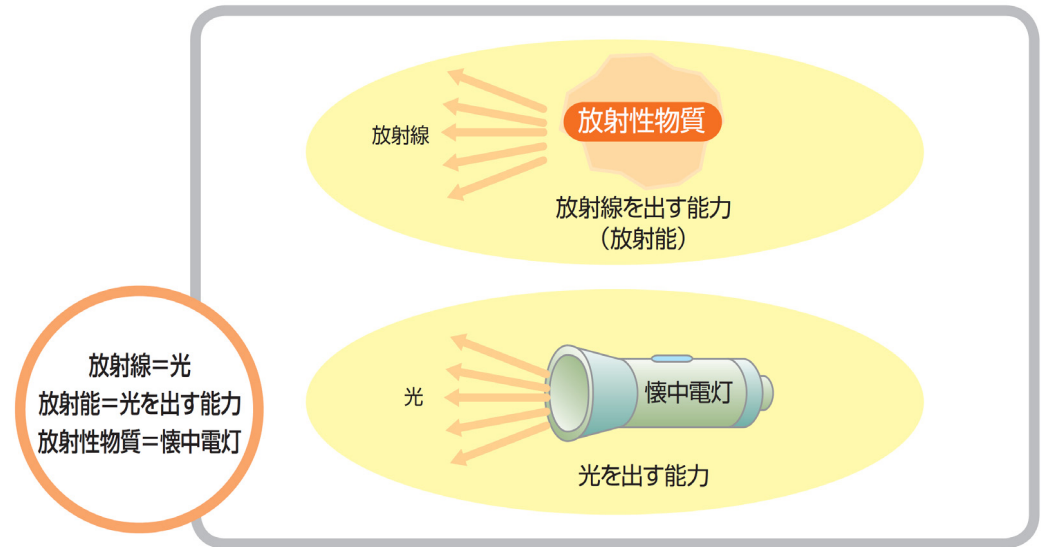 放射線
放射性物質
放射線を出す能力
（放射能）
放射線＝光
放射能＝光を出す能力
放射性物質＝懐中電灯
光
懐中電灯
光を出す能力